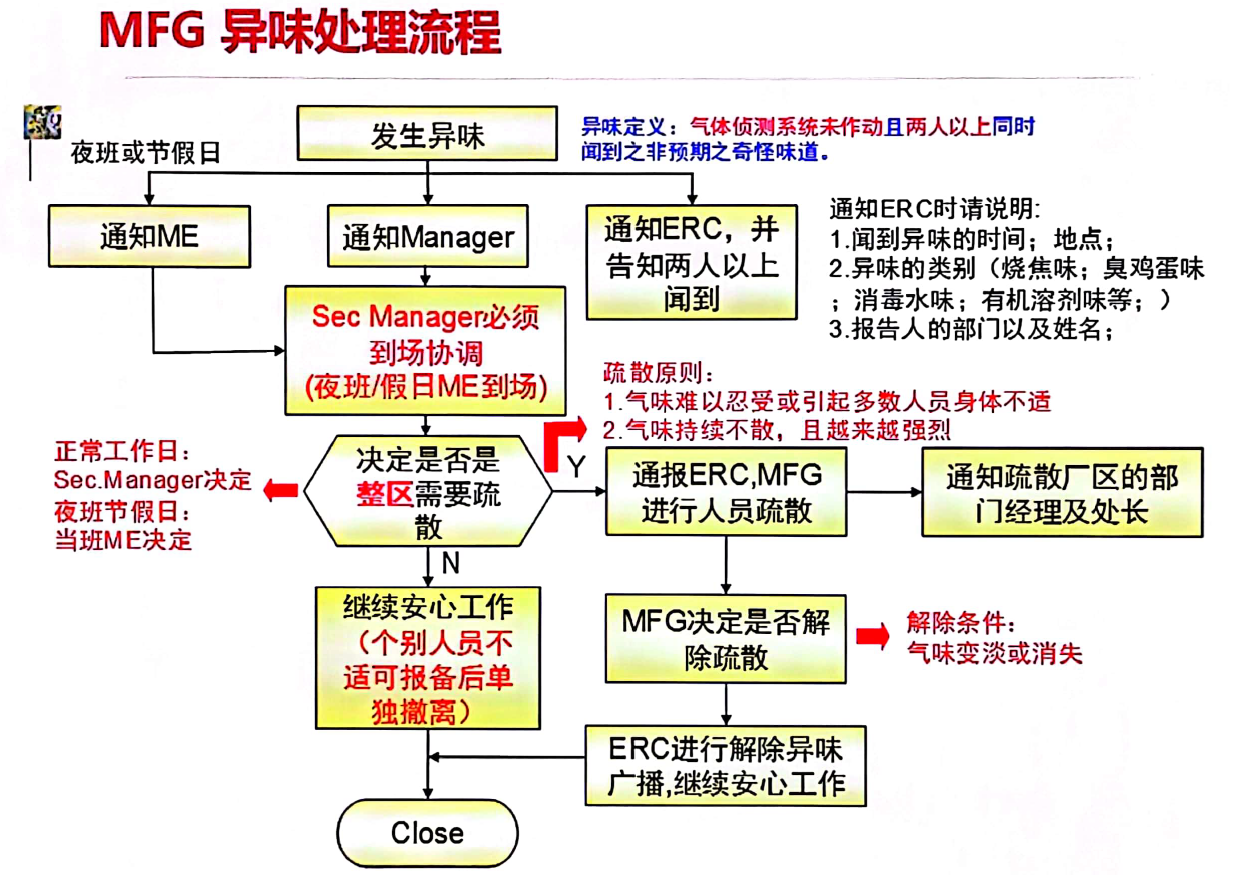 MFG 异味处理流程
发生异味
异味定义：气体侦测系统未作动且两人以上同时
闻到之非预期之奇怪味道。
夜班或节假日
通知ME
通知Manager
通知ERC，并
告知两人以上
闻到
通知ERC时请说明:
1.闻到异味的时间；地点；
2.异味的类别（烧焦味；臭鸡蛋味
；消毒水味；有机溶剂味等；）
3.报告人的部门以及姓名；
Sec Manager必须
到场协调
(夜班/假日ME到场)
疏散原则：
1.气味难以忍受或引起多数人员身体不适
2.气味持续不散，且越来越强烈
正常工作日：
Sec.Manager决定
夜班节假日：
当班ME决定
决定是否是
整区需要疏
散
Y
通报ERC,MFG
进行人员疏散
通知疏散厂区的部
门经理及处长
N
继续安心工作
（个别人员不
适可报备后单
独撤离）
MFG决定是否解
除疏散
解除条件：
气味变淡或消失
ERC进行解除异味
广播,继续安心工作
Close